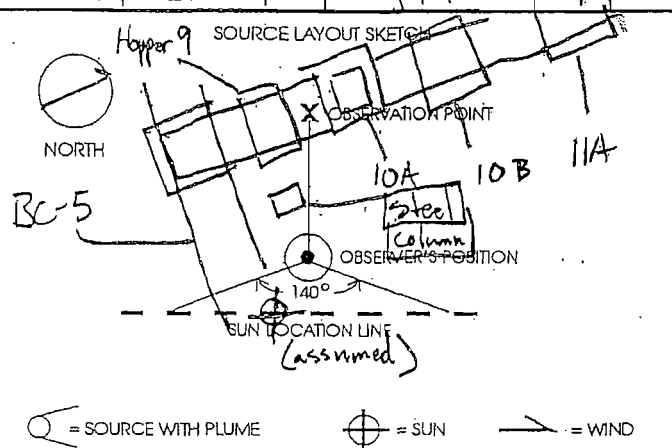 Hopper 9
SOURCE LAYOUT SKETCH
X OBSERVATION POINT
NORTH
10A
10B
11A
BC-5
Steel
Column
OBSERVER'S POSITION
140°
SUN LOCATION LINE
(assumed)
= SOURCE WITH PLUME
= SUN
= WIND